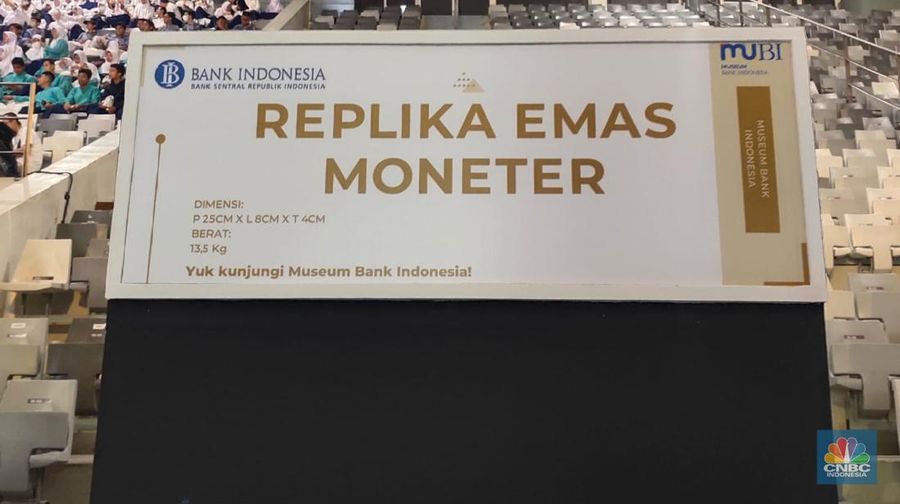 BANK INDONESIA
BANK SENTRAL REPUBLIK INDONESIA
MUBI
MUSEUM
BANK INDONESIA
REPLIKA EMAS
MONETER
MUSEUM BANK
INDONESIA
DIMENSI:
P 25CM X L 8CM X T 4CM
BERAT:
13,5 Kg
Yuk kunjungi Museum Bank Indonesia!
CNBC
INDONESIA